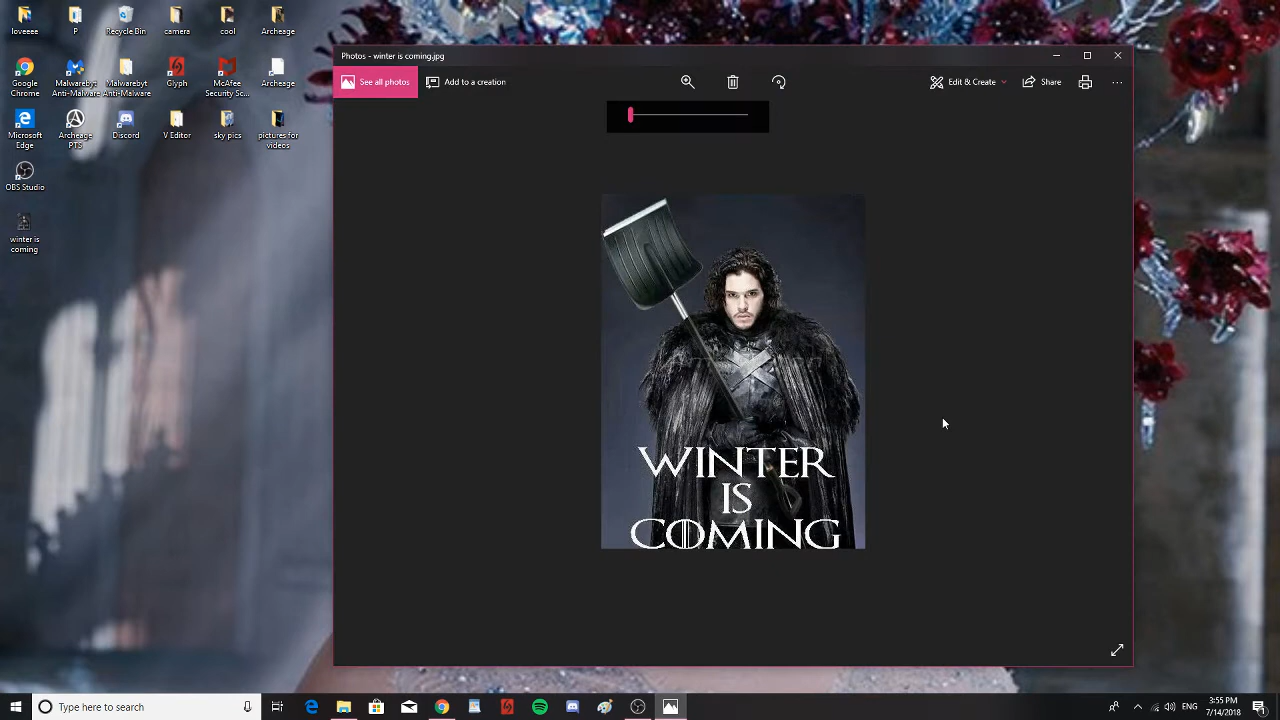 loveeee
P
Recycle Bin
camera
cool
Archeage
Google Chrome
Malwarebyt Anti-Malware
Malwarebyt Anti-Malware
Glyph
McAfee Security Sc...
Archeage
Microsoft Edge
Archeage PTS
Discord
V Editor
sky pics
pictures for videos
OBS Studio
winter is coming
Photos - winter is coming.jpg
See all photos
Add to a creation
Edit & Create
Share
WINTER
IS
COMING
Type here to search
ENG
3:55 PM
7/14/2018